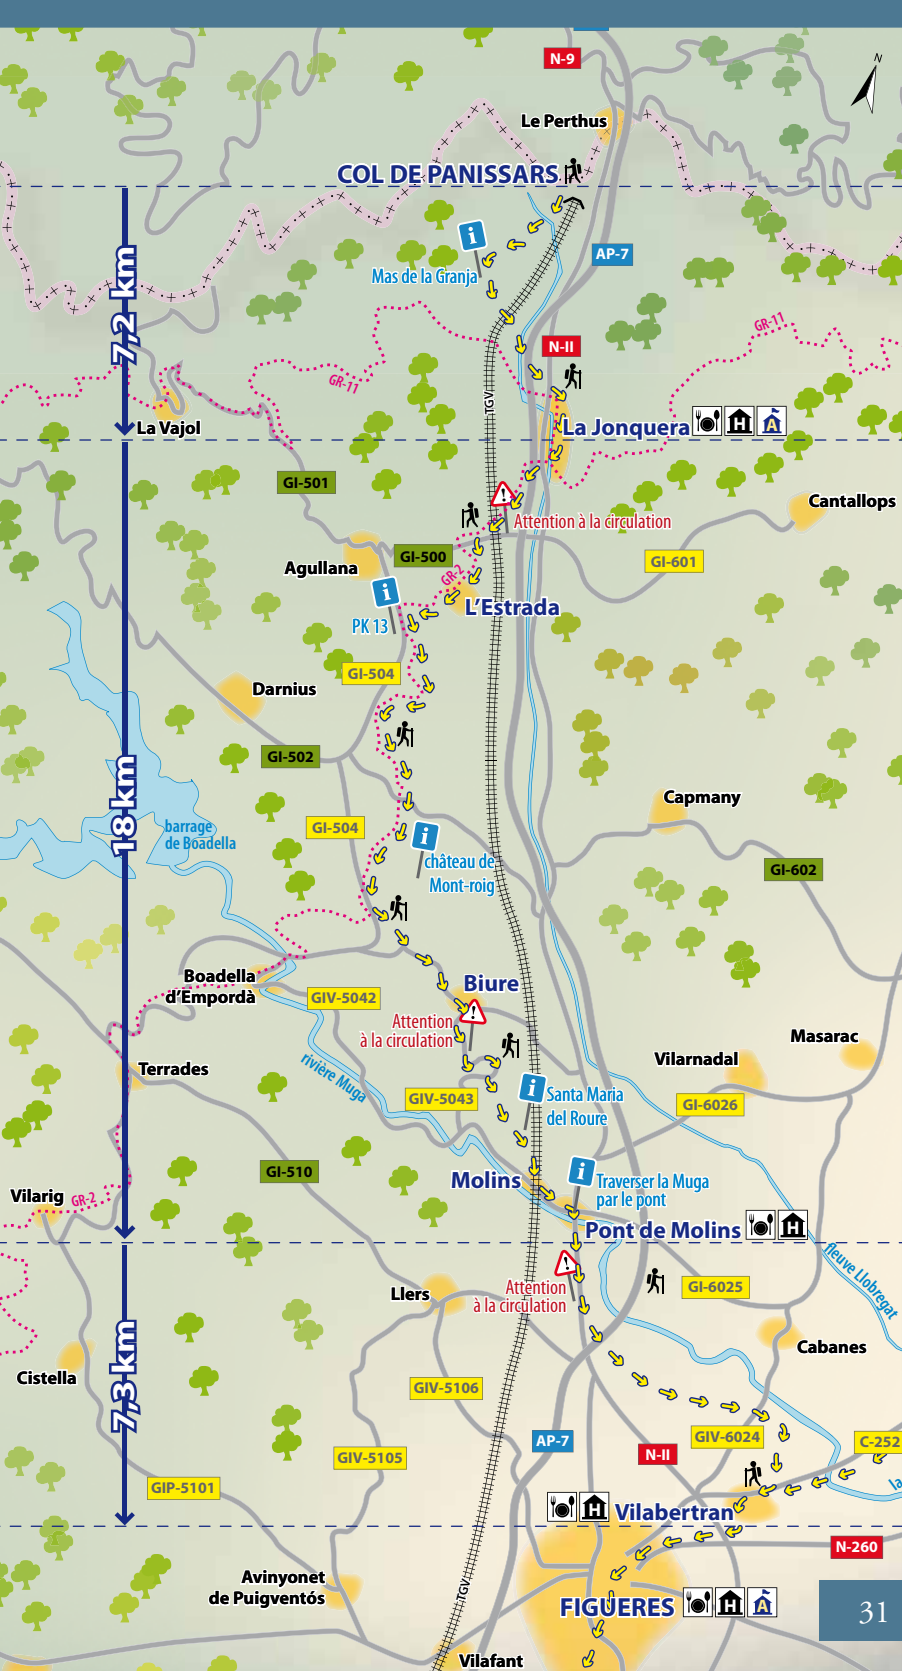 N-9
N
Le Perthus
COL DE PANISSARS
i
AP-7
Mas de la Granja
7,2 km
N-II
GR-11
GR-11
TGV
La Vajol
La Jonquera
H
A
GI-501
Cantallops
Attention à la circulation
GI-500
GI-601
Agullana
GR-2
i
L'Estrada
PK 13
GI-504
Darnius
GI-502
18 km
Capmany
barrage
de Boadella
GI-504
i
château de
Mont-roig
GI-602
Boadella
d'Empordà
Biure
GIV-5042
Attention
à la circulation
Masarac
Vilarnadal
Terrades
rivière Muga
GIV-5043
i
Santa Maria
del Roure
GI-6026
GI-510
Molins
i
Traverser la Muga
par le pont
Vilarig
GR-2
Pont de Molins
H
fleuve Llobregat
Attention
à la circulation
GI-6025
Llers
Cabanes
7,3 km
Cistella
GIV-5106
AP-7
N-II
GIV-6024
C-252
GIV-5105
GIP-5101
la
H
Vilabertran
N-260
Avinyonet
de Puigventós
TGV
FIGUERES
H
A
31
Vilafant